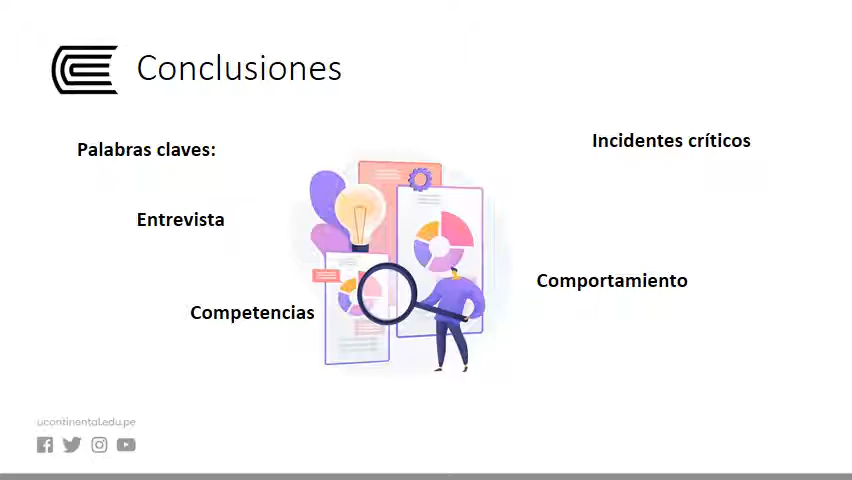 Conclusiones
Palabras claves:
Incidentes críticos
Entrevista
Comportamiento
Competencias
ucontinental.edu.pe